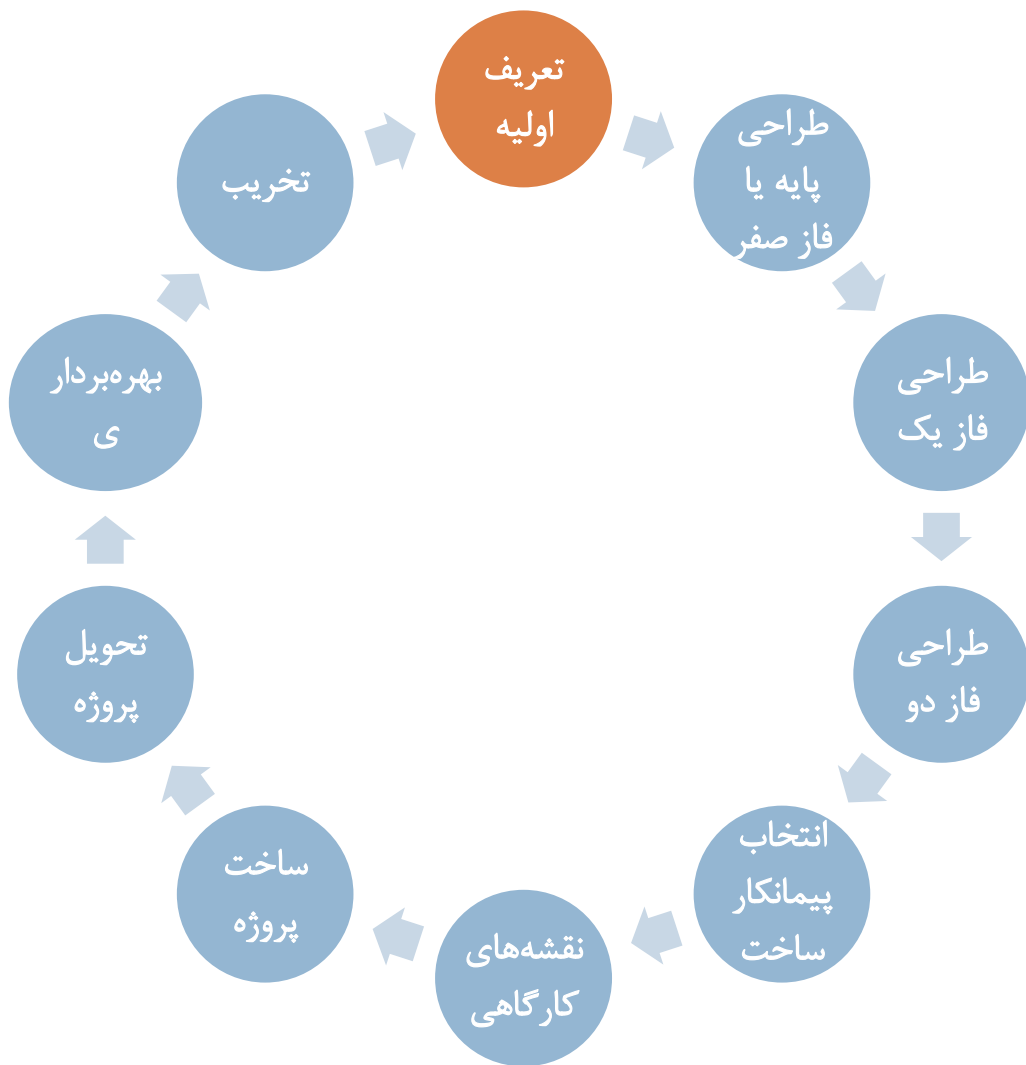 تعریف
اولیه
طراحی
پایه یا
فاز صفر
طراحی
فاز یک
طراحی
فاز دو
انتخاب
پیمانکار
ساخت
نقشه‌های
کارگاهی
ساخت
پروژه
تحویل
پروژه
بهره‌بردار
ی
تخریب